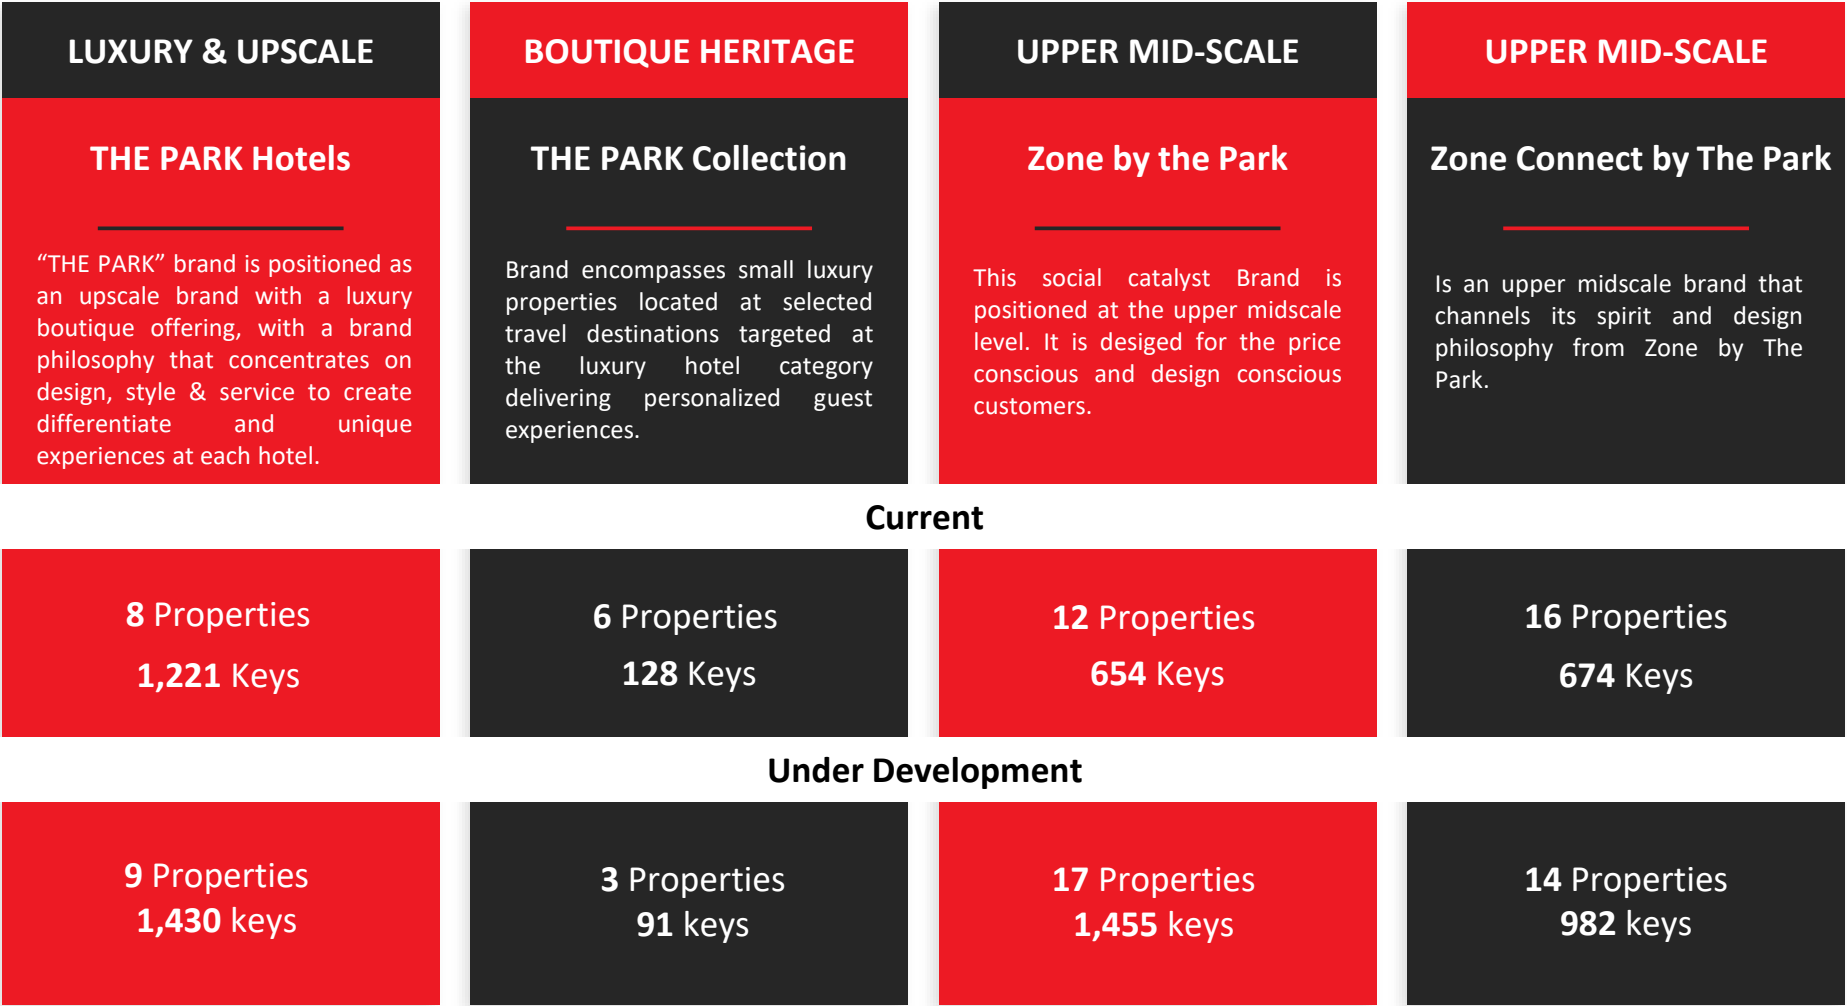 LUXURY & UPSCALE
THE PARK Hotels
“THE PARK” brand is positioned as
an upscale brand with a luxury
boutique offering, with a brand
philosophy that concentrates on
design, style & service to create
differentiate and unique
experiences at each hotel.
BOUTIQUE HERITAGE
THE PARK Collection
Brand encompasses small luxury
properties located at selected
travel destinations targeted at
the luxury hotel category
delivering personalized guest
experiences.
UPPER MID-SCALE
Zone by the Park
This social catalyst Brand is
positioned at the upper midscale
level. It is desiged for the price
conscious and design conscious
customers.
UPPER MID-SCALE
Zone Connect by The Park
Is an upper midscale brand that
channels its spirit and design
philosophy from Zone by The
Park.
Current
8 Properties
1,221 Keys
6 Properties
128 Keys
12 Properties
654 Keys
16 Properties
674 Keys
Under Development
9 Properties
1,430 keys
3 Properties
91 keys
17 Properties
1,455 keys
14 Properties
982 keys